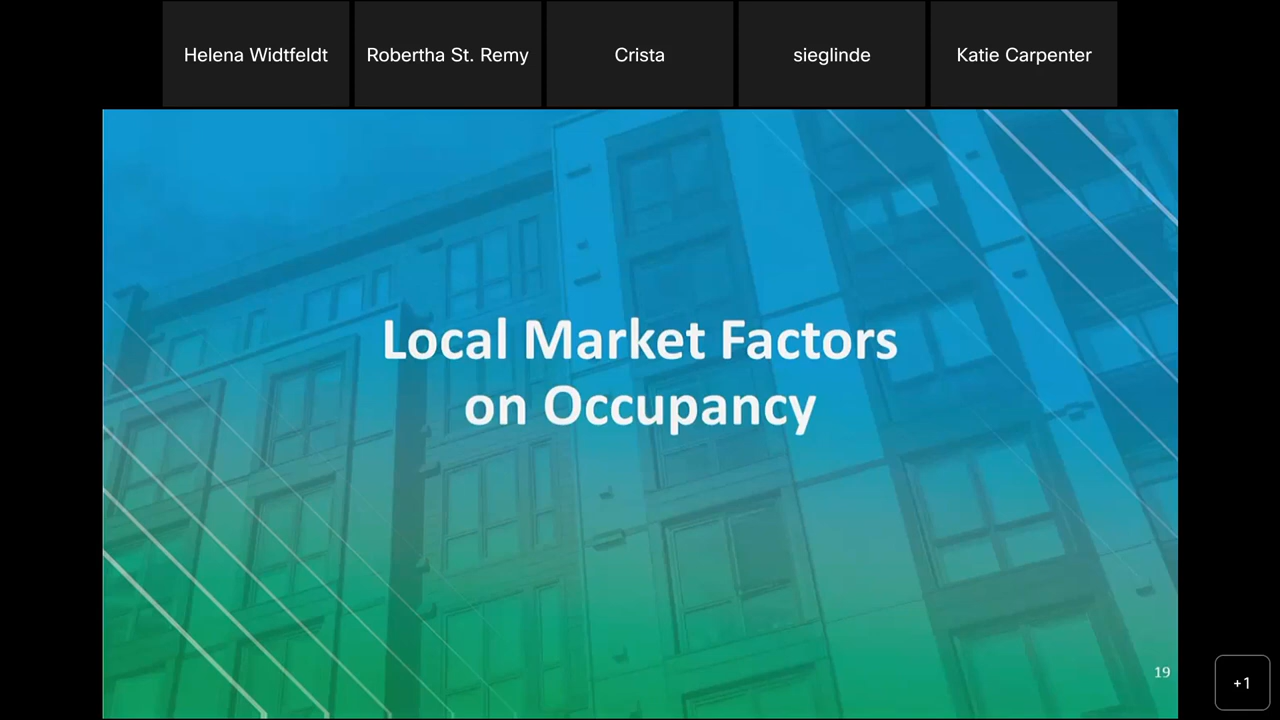 Helena Widtfeldt
Robertha St. Remy
Crista
sieglinde
Katie Carpenter
Local Market Factors
on Occupancy
19
+1